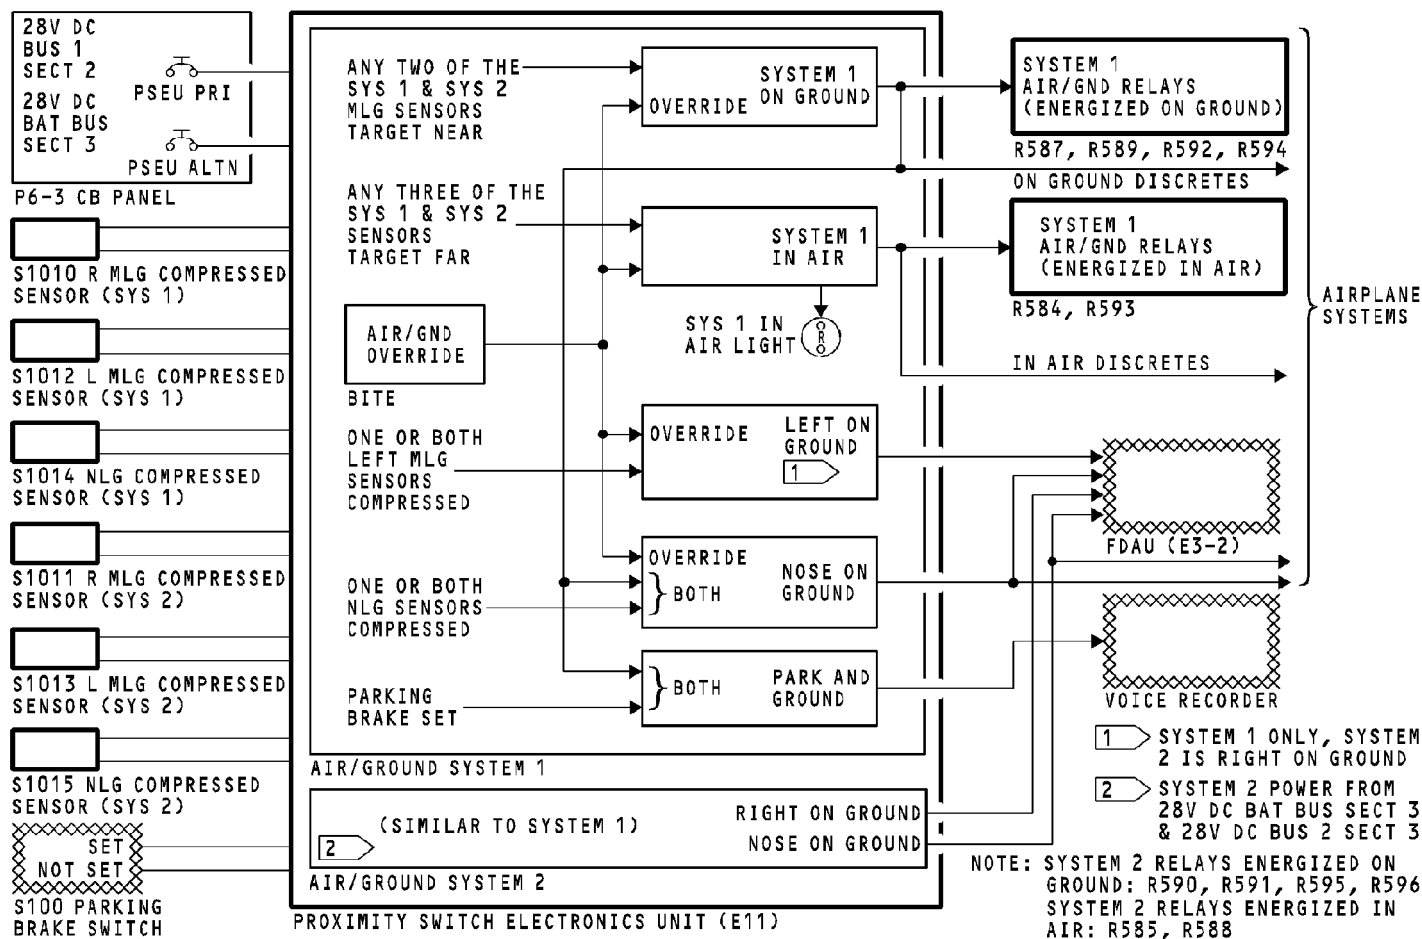 28V DC
BUS 1
SECT 2
PSEU PRI
28V DC
BAT BUS
SECT 3
PSEU ALTN
P6-3 CB PANEL
S1010 R MLG COMPRESSED
SENSOR (SYS 1)
S1012 L MLG COMPRESSED
SENSOR (SYS 1)
S1014 NLG COMPRESSED
SENSOR (SYS 1)
S1011 R MLG COMPRESSED
SENSOR (SYS 2)
S1013 L MLG COMPRESSED
SENSOR (SYS 2)
S1015 NLG COMPRESSED
SENSOR (SYS 2)
SET
NOT SET
S100 PARKING
BRAKE SWITCH
ANY TWO OF THE
SYS 1 & SYS 2
MLG SENSORS
TARGET NEAR
ANY THREE OF THE
SYS 1 & SYS 2
SENSORS
TARGET FAR
AIR/GND
OVERRIDE
BITE
ONE OR BOTH
LEFT MLG
SENSORS
COMPRESSED
ONE OR BOTH
NLG SENSORS
COMPRESSED
PARKING
BRAKE SET
SYSTEM 1
ON GROUND
OVERRIDE
SYSTEM 1
IN AIR
SYS 1 IN
AIR LIGHT
O
R
O
OVERRIDE
LEFT ON
GROUND
1
OVERRIDE
BOTH
NOSE ON
GROUND
BOTH
PARK AND
GROUND
AIR/GROUND SYSTEM 1
(SIMILAR TO SYSTEM 1)
2
RIGHT ON GROUND
NOSE ON GROUND
AIR/GROUND SYSTEM 2
PROXIMITY SWITCH ELECTRONICS UNIT (E11)
SYSTEM 1
AIR/GND RELAYS
(ENERGIZED ON GROUND)
R587, R589, R592, R594
ON GROUND DISCRETES
SYSTEM 1
AIR/GND RELAYS
(ENERGIZED IN AIR)
R584, R593
IN AIR DISCRETES
AIRPLANE
SYSTEMS
FDAU (E3-2)
VOICE RECORDER
1 SYSTEM 1 ONLY, SYSTEM
2 IS RIGHT ON GROUND
2 SYSTEM 2 POWER FROM
28V DC BAT BUS SECT 3
& 28V DC BUS 2 SECT 3
NOTE: SYSTEM 2 RELAYS ENERGIZED ON
GROUND: R590, R591, R595, R596
SYSTEM 2 RELAYS ENERGIZED IN
AIR: R585, R588